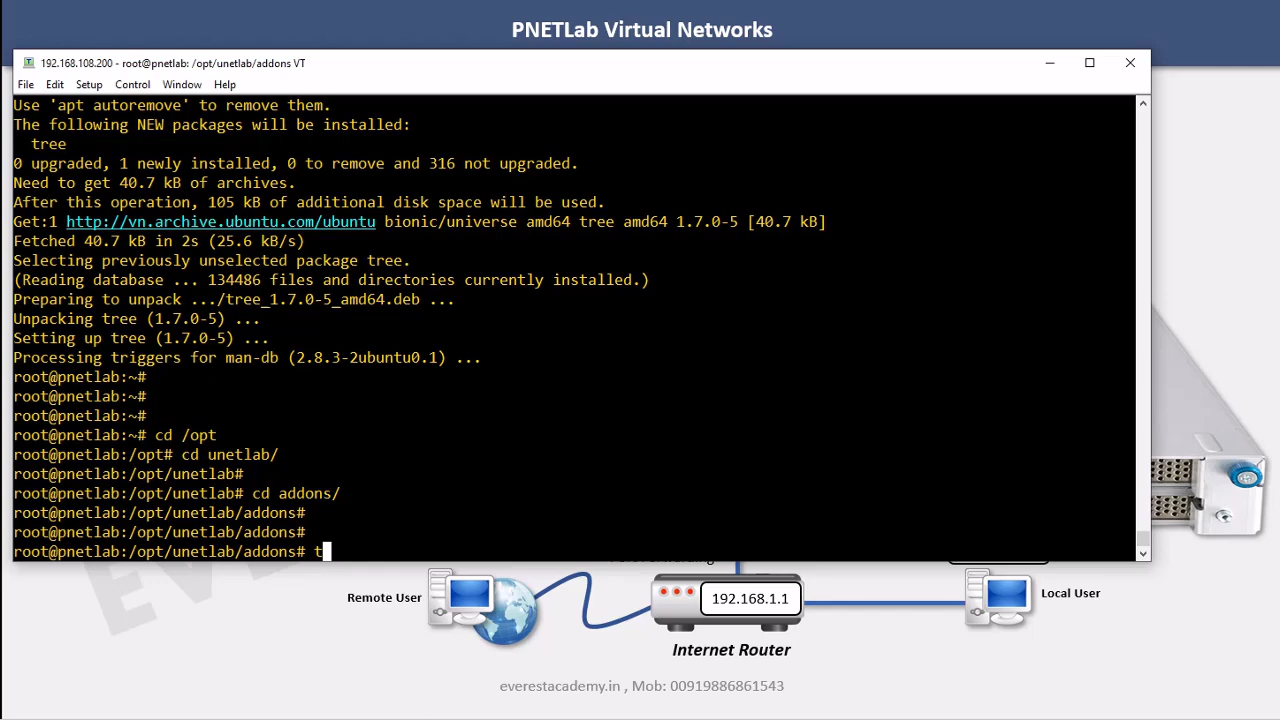 PNETLab Virtual Networks
192.168.108.200 - root@pnetlab: /opt/unetlab/addons VT
File Edit Setup Control Window Help
Use 'apt autoremove' to remove them.
The following NEW packages will be installed:
tree
0 upgraded, 1 newly installed, 0 to remove and 316 not upgraded.
Need to get 40.7 kB of archives.
After this operation, 105 kB of additional disk space will be used.
Get:1 http://vn.archive.ubuntu.com/ubuntu bionic/universe amd64 tree amd64 1.7.0-5 [40.7 kB]
Fetched 40.7 kB in 2s (25.6 kB/s)
Selecting previously unselected package tree.
(Reading database ... 134486 files and directories currently installed.)
Preparing to unpack .../tree_1.7.0-5_amd64.deb ...
Unpacking tree (1.7.0-5) ...
Setting up tree (1.7.0-5) ...
Processing triggers for man-db (2.8.3-2ubuntu0.1) ...
root@pnetlab:~#
root@pnetlab:~#
root@pnetlab:~#
root@pnetlab:~# cd /opt
root@pnetlab:/opt# cd unetlab/
root@pnetlab:/opt/unetlab#
root@pnetlab:/opt/unetlab# cd addons/
root@pnetlab:/opt/unetlab/addons#
root@pnetlab:/opt/unetlab/addons#
root@pnetlab:/opt/unetlab/addons# t
Remote User
192.168.1.1
Local User
Internet Router
everestacademy.in , Mob: 00919886861543